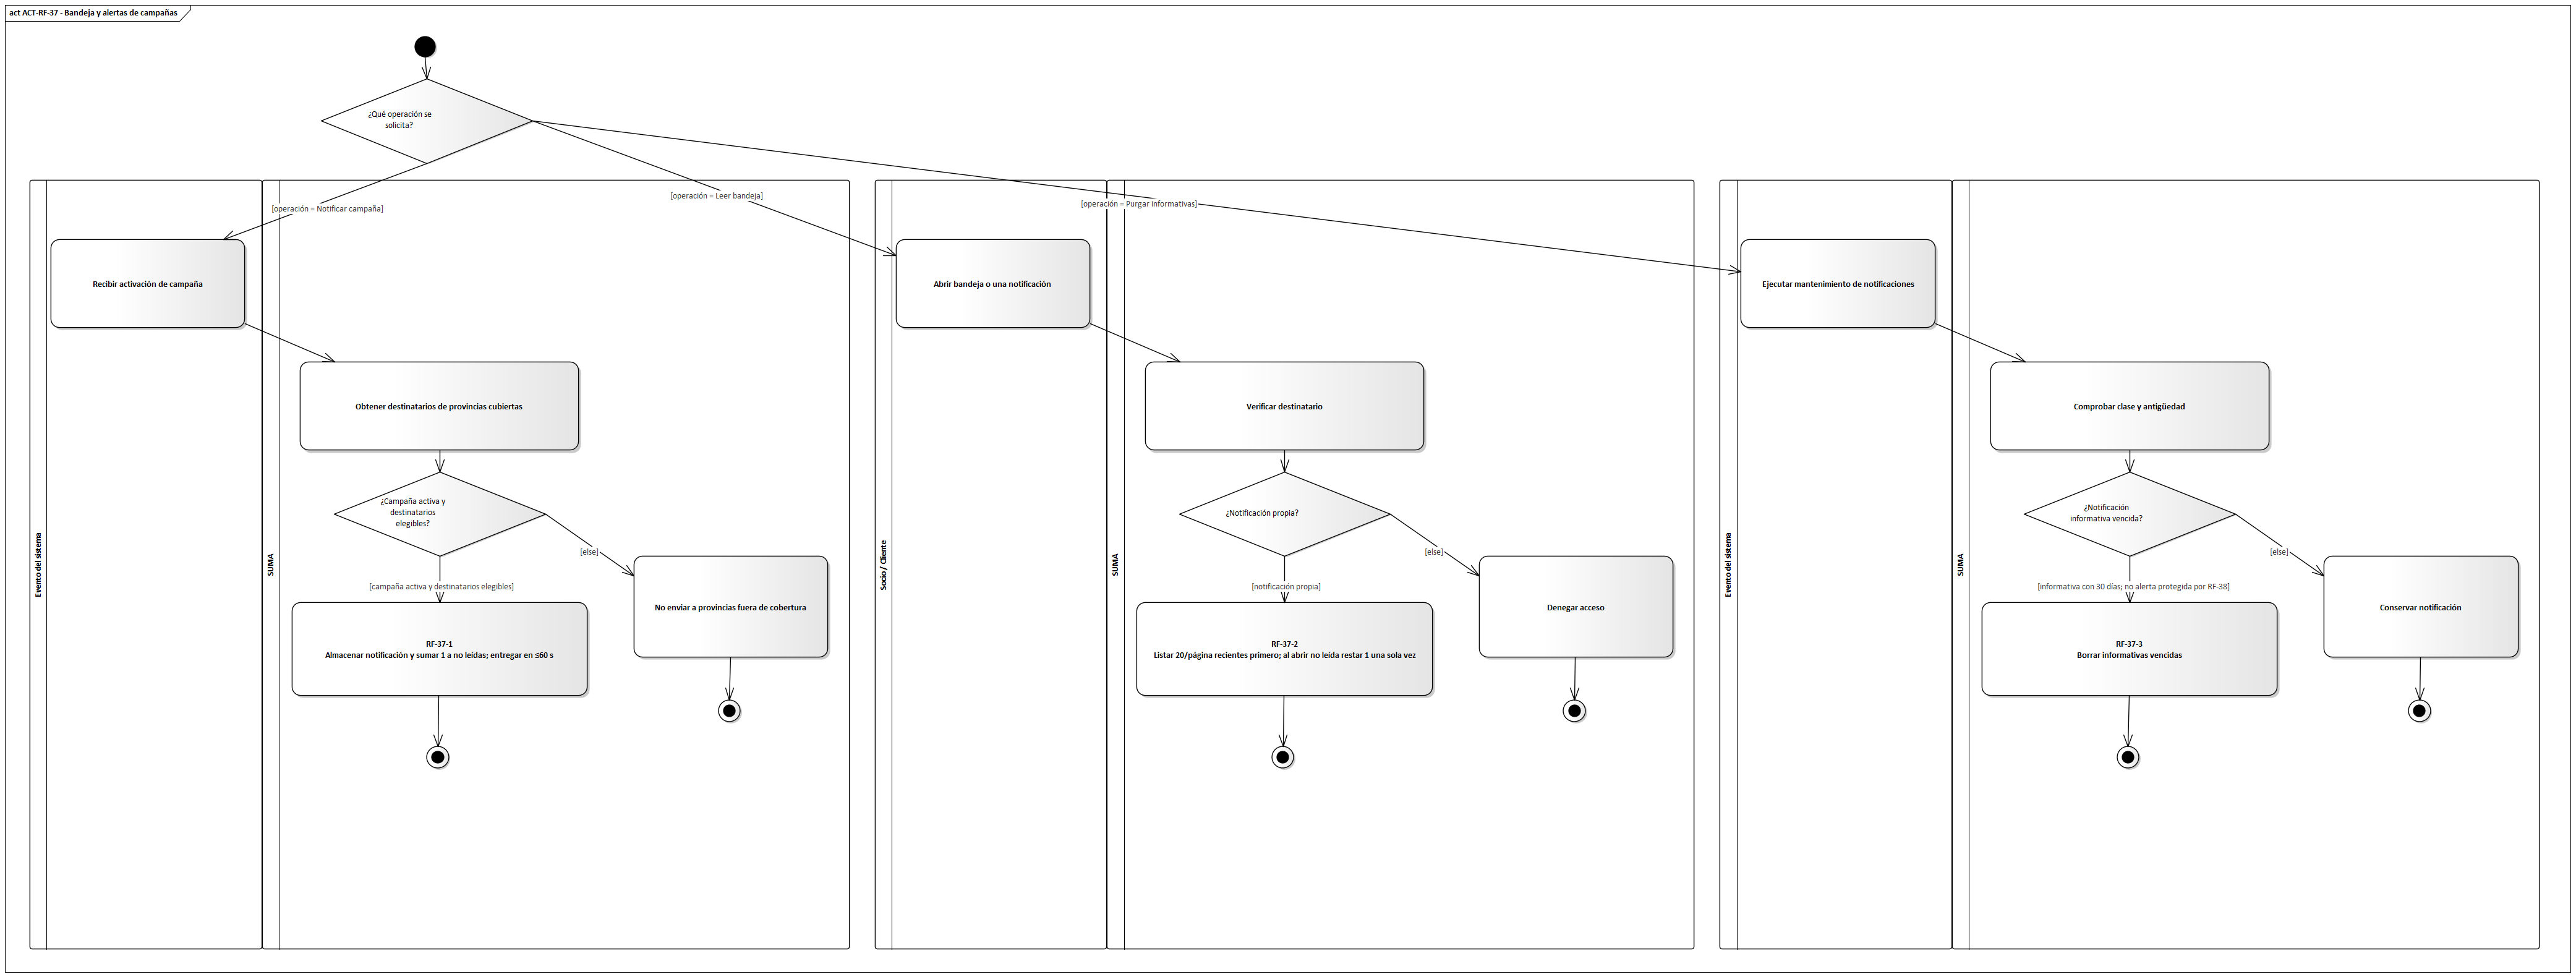 act ACT-RF-37 - Bandeja y alertas de campañas
¿Qué operación se
solicita?
[operación = Notificar campaña]
[operación = Leer bandeja]
[operación = Purgar informativas]
Evento del sistema
SUMA
Recibir activación de campaña
Obtener destinatarios de provincias cubiertas
¿Campaña activa y
destinatarios
elegibles?
[else]
[campaña activa y destinatarios elegibles]
No enviar a provincias fuera de cobertura
RF-37-1
Almacenar notificación y sumar 1 a no leídas; entregar en ≤60 s
Socio / Cliente
SUMA
Abrir bandeja o una notificación
Verificar destinatario
¿Notificación propia?
[else]
[notificación propia]
Denegar acceso
RF-37-2
Listar 20/página recientes primero; al abrir no leída restar 1 una sola vez
Evento del sistema
SUMA
Ejecutar mantenimiento de notificaciones
Comprobar clase y antigüedad
¿Notificación
informativa vencida?
[else]
[informativa con 30 días; no alerta protegida por RF-38]
Conservar notificación
RF-37-3
Borrar informativas vencidas